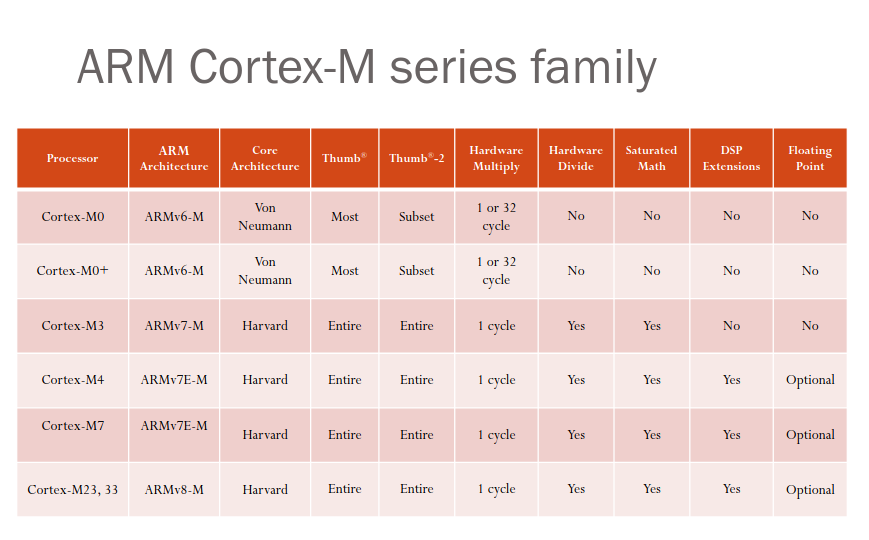 ARM Cortex-M series family
Processor ARM Architecture Core Architecture Thumb® Thumb®-2 Hardware Multiply Hardware Divide Saturated Math DSP Extensions Floating Point
Cortex-M0 ARMv6-M Von Neumann Most Subset 1 or 32 cycle No No No No
Cortex-M0+ ARMv6-M Von Neumann Most Subset 1 or 32 cycle No No No No
Cortex-M3 ARMv7-M Harvard Entire Entire 1 cycle Yes Yes No No
Cortex-M4 ARMv7E-M Harvard Entire Entire 1 cycle Yes Yes Yes Optional
Cortex-M7 ARMv7E-M Harvard Entire Entire 1 cycle Yes Yes Yes Optional
Cortex-M23, 33 ARMv8-M Harvard Entire Entire 1 cycle Yes Yes Yes Optional